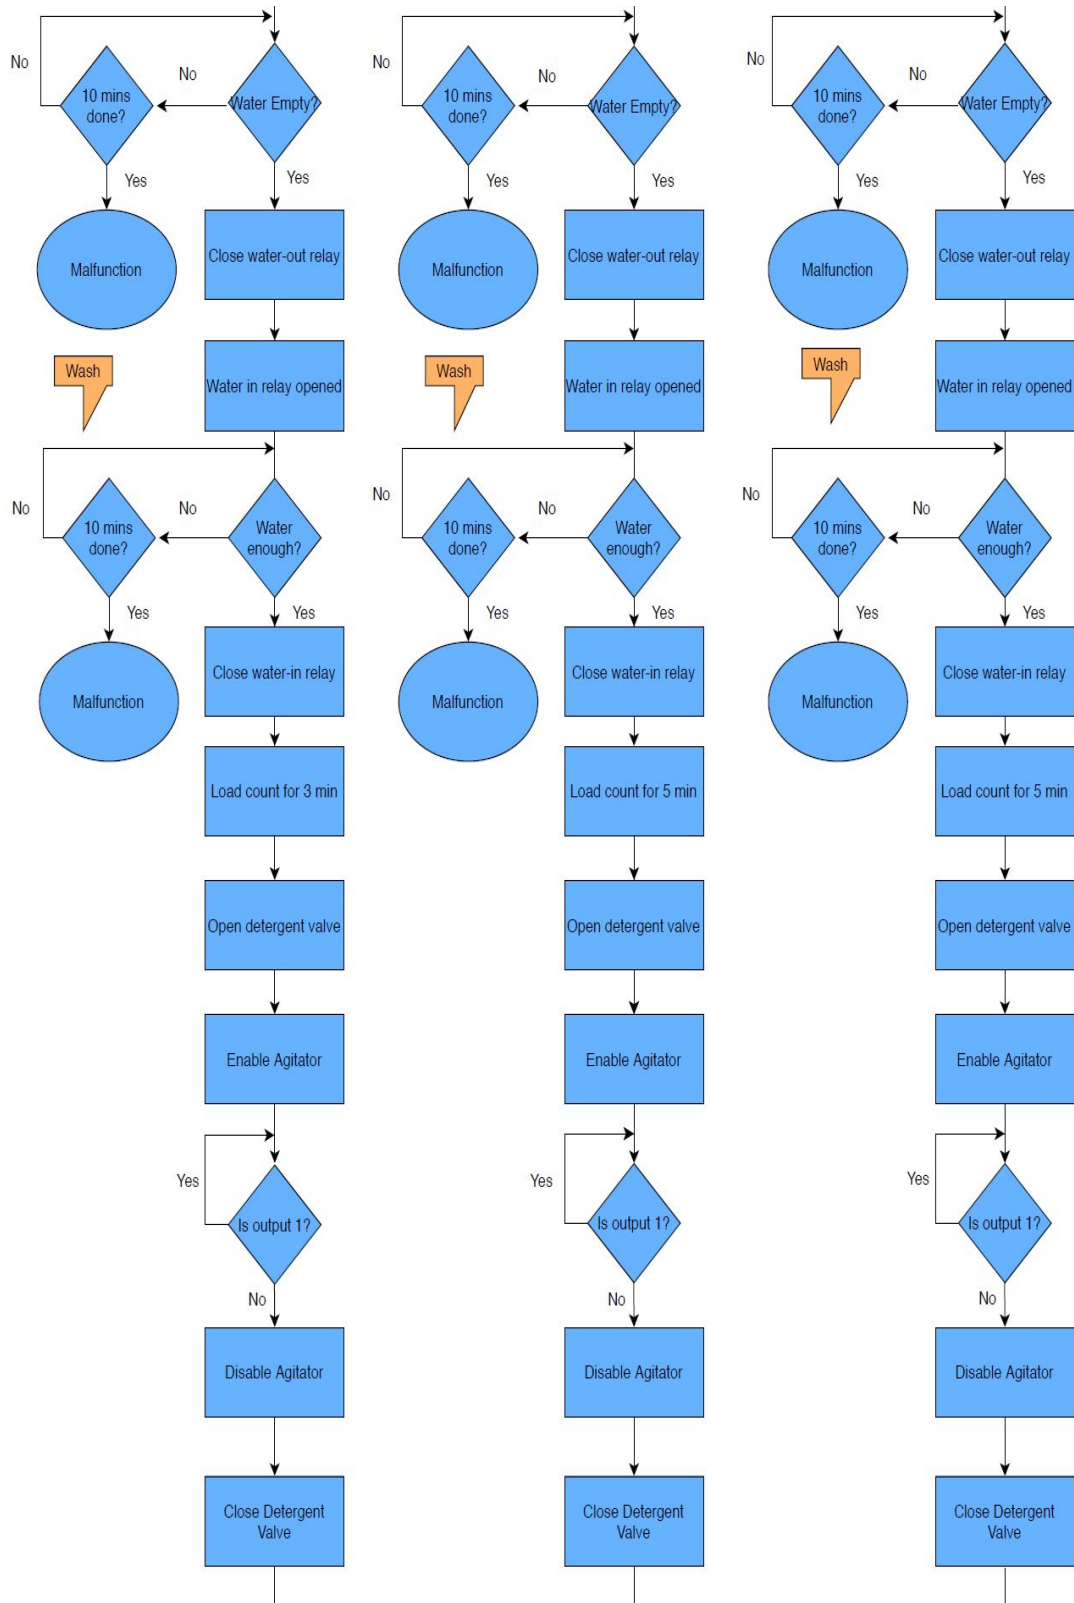 No
No
10 mins
done?
Water Empty?
Yes
Yes
Malfunction
Close water-out relay
Wash
Water in relay opened
No
No
10 mins
done?
Water
enough?
Yes
Yes
Malfunction
Close water-in relay
Load count for 3 min
Open detergent valve
Enable Agitator
Yes
Is output 1?
No
Disable Agitator
Close Detergent
Valve
No
No
10 mins
done?
Water Empty?
Yes
Yes
Malfunction
Close water-out relay
Wash
Water in relay opened
No
No
10 mins
done?
Water
enough?
Yes
Yes
Malfunction
Close water-in relay
Load count for 5 min
Open detergent valve
Enable Agitator
Yes
Is output 1?
No
Disable Agitator
Close Detergent
Valve
No
No
10 mins
done?
Water Empty?
Yes
Yes
Malfunction
Close water-out relay
Wash
Water in relay opened
No
No
10 mins
done?
Water
enough?
Yes
Yes
Malfunction
Close water-in relay
Load count for 5 min
Open detergent valve
Enable Agitator
Yes
Is output 1?
No
Disable Agitator
Close Detergent
Valve